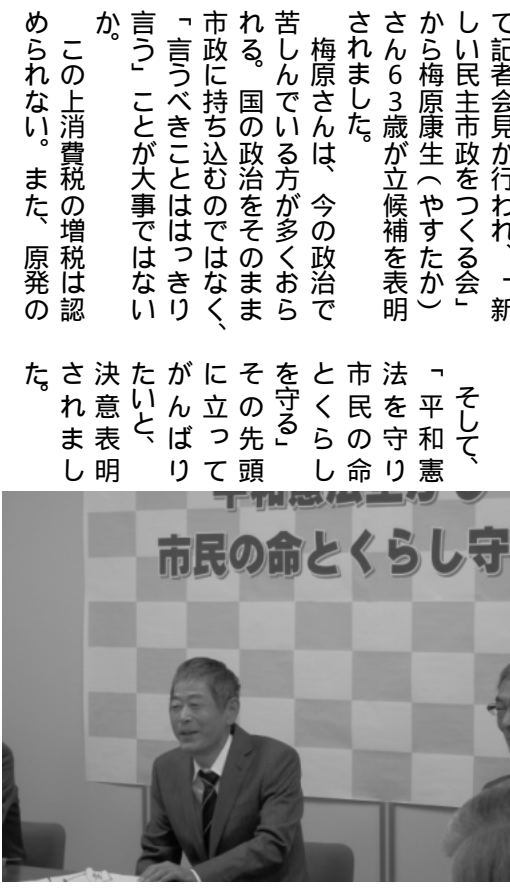 て記者会見が行われ、「新
しい民主市政をつくる会」
から梅原康生（やすたか）
さん63歳が立候補を表明
されました。
梅原さんは、今の政治で
苦しんでいる方が多くおら
れる。国の政治をそのまま
市政に持ち込むのではなく、
「言うべきことははっきり
言う」ことが大事ではない
か。
この上消費税の増税は認
められない。また、原発の
そして、
「平和憲
法を守り
市民の命
とくらし
を守る」
その先頭
に立って
がんばり
たいと、
決意表明
されまし
た。
平和憲法生かし
市民の命とくらし守